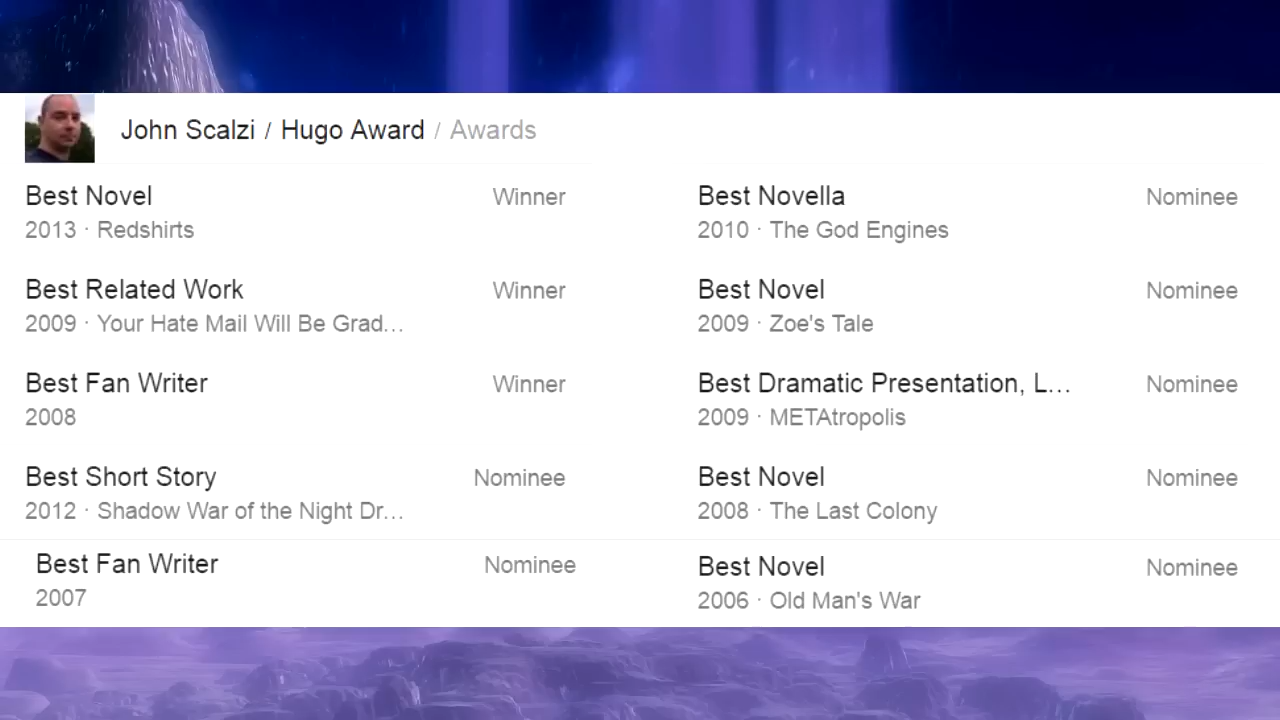 John Scalzi / Hugo Award / Awards
Best Novel Winner
2013 · Redshirts
Best Related Work Winner
2009 · Your Hate Mail Will Be Grad...
Best Fan Writer Winner
2008
Best Short Story Nominee
2012 · Shadow War of the Night Dr...
Best Fan Writer Nominee
2007
Best Novella Nominee
2010 · The God Engines
Best Novel Nominee
2009 · Zoe's Tale
Best Dramatic Presentation, L... Nominee
2009 · METAtropolis
Best Novel Nominee
2008 · The Last Colony
Best Novel Nominee
2006 · Old Man's War